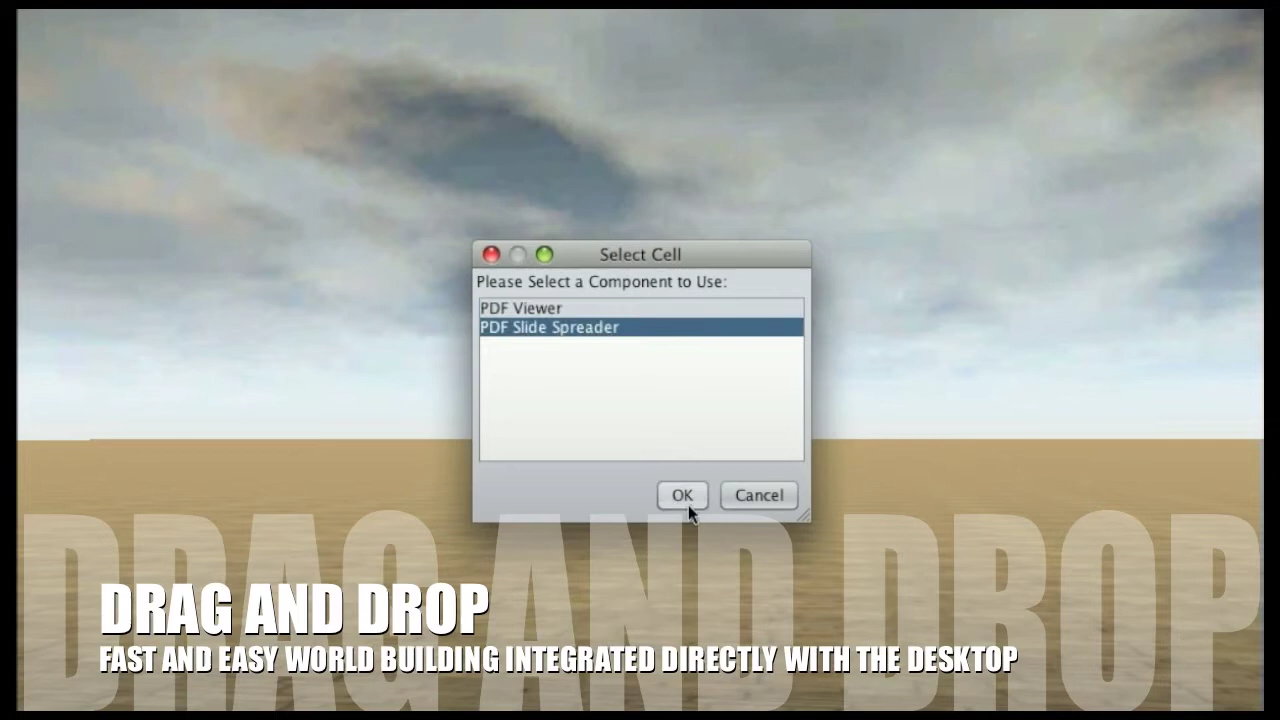 Select Cell
Please Select a Component to Use:
PDF Viewer
PDF Slide Spreader
OK Cancel
DRAG AND DROP
DRAG AND DROP
FAST AND EASY WORLD BUILDING INTEGRATED DIRECTLY WITH THE DESKTOP